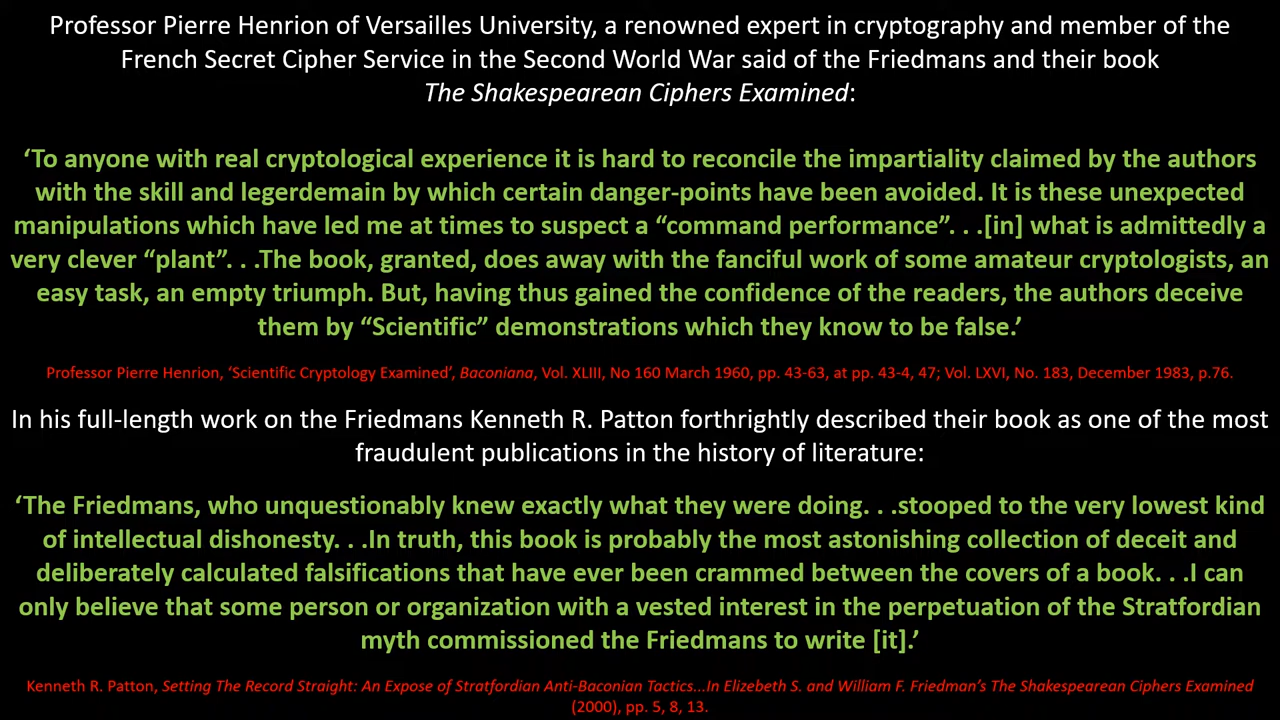 Professor Pierre Henrion of Versailles University, a renowned expert in cryptography and member of the
French Secret Cipher Service in the Second World War said of the Friedmans and their book
The Shakespearean Ciphers Examined:
‘To anyone with real cryptological experience it is hard to reconcile the impartiality claimed by the authors
with the skill and legerdemain by which certain danger-points have been avoided. It is these unexpected
manipulations which have led me at times to suspect a “command performance”. . .[in] what is admittedly a
very clever “plant”. . .The book, granted, does away with the fanciful work of some amateur cryptologists, an
easy task, an empty triumph. But, having thus gained the confidence of the readers, the authors deceive
them by “Scientific” demonstrations which they know to be false.’
Professor Pierre Henrion, ‘Scientific Cryptology Examined’, Baconiana, Vol. XLIII, No 160 March 1960, pp. 43-63, at pp. 43-4, 47; Vol. LXVI, No. 183, December 1983, p.76.
In his full-length work on the Friedmans Kenneth R. Patton forthrightly described their book as one of the most
fraudulent publications in the history of literature:
‘The Friedmans, who unquestionably knew exactly what they were doing. . .stooped to the very lowest kind
of intellectual dishonesty. . .In truth, this book is probably the most astonishing collection of deceit and
deliberately calculated falsifications that have ever been crammed between the covers of a book. . .I can
only believe that some person or organization with a vested interest in the perpetuation of the Stratfordian
myth commissioned the Friedmans to write [it].’
Kenneth R. Patton, Setting The Record Straight: An Expose of Stratfordian Anti-Baconian Tactics...In Elizebeth S. and William F. Friedman’s The Shakespearean Ciphers Examined
(2000), pp. 5, 8, 13.